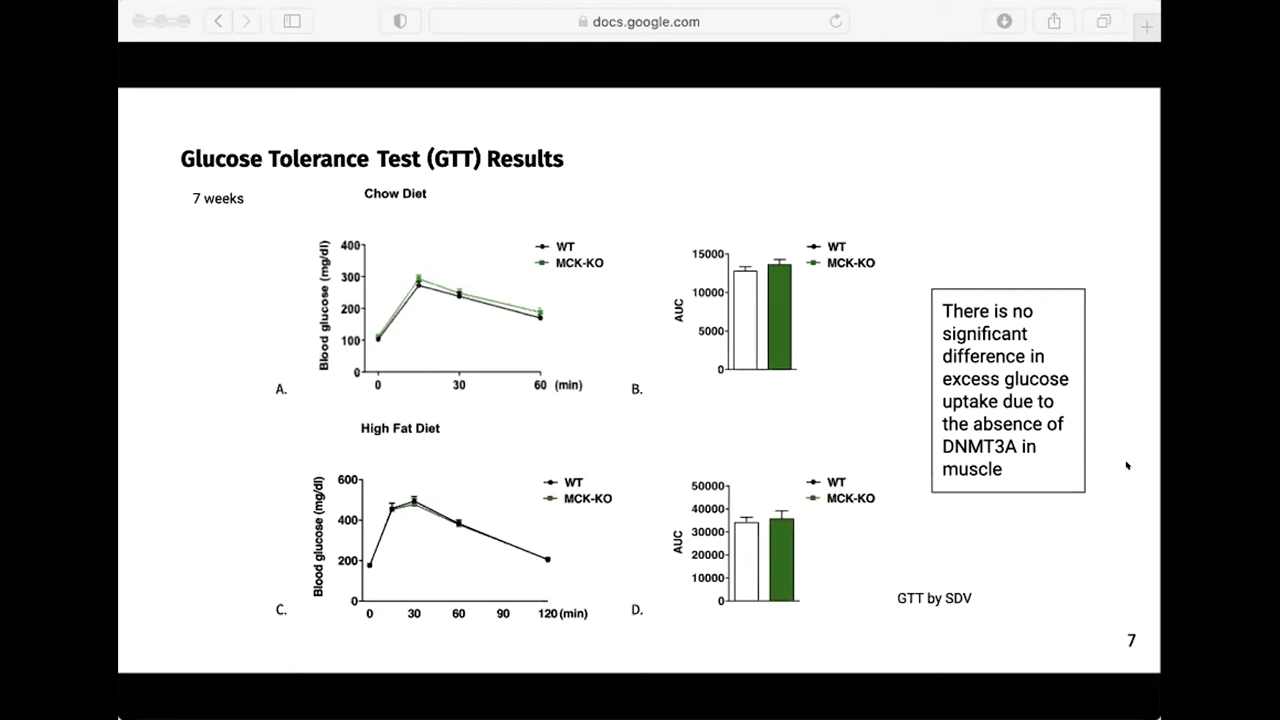 docs.google.com
Glucose Tolerance Test (GTT) Results
7 weeks
Chow Diet
Blood glucose (mg/dl)
400
300
200
100
0
0 30 60 (min)
WT
MCK-KO
A.
AUC
15000
10000
5000
0
WT
MCK-KO
B.
There is no
significant
difference in
excess glucose
uptake due to
the absence of
DNMT3A in
muscle
High Fat Diet
Blood glucose (mg/dl)
600
400
200
0
0 30 60 90 120 (min)
WT
MCK-KO
C.
AUC
50000
40000
30000
20000
10000
0
WT
MCK-KO
D.
GTT by SDV
7